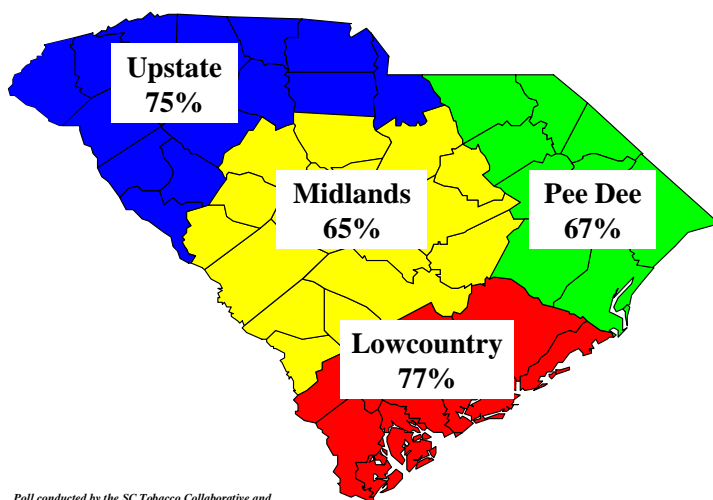 Upstate
75%
Midlands
65%
Pee Dee
67%
Lowcountry
77%
Poll conducted by the SC Tobacco Collaborative and